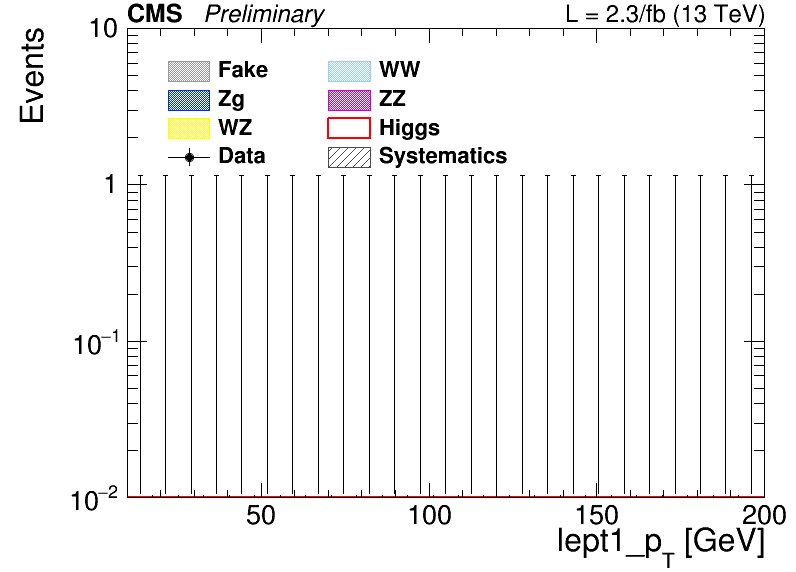 CMS Preliminary L = 2.3/fb (13 TeV)
Events
10
1
10⁻¹
10⁻²
Fake WW
Zg ZZ
WZ Higgs
Data Systematics
50 100 150 200
lept1_p_T [GeV]